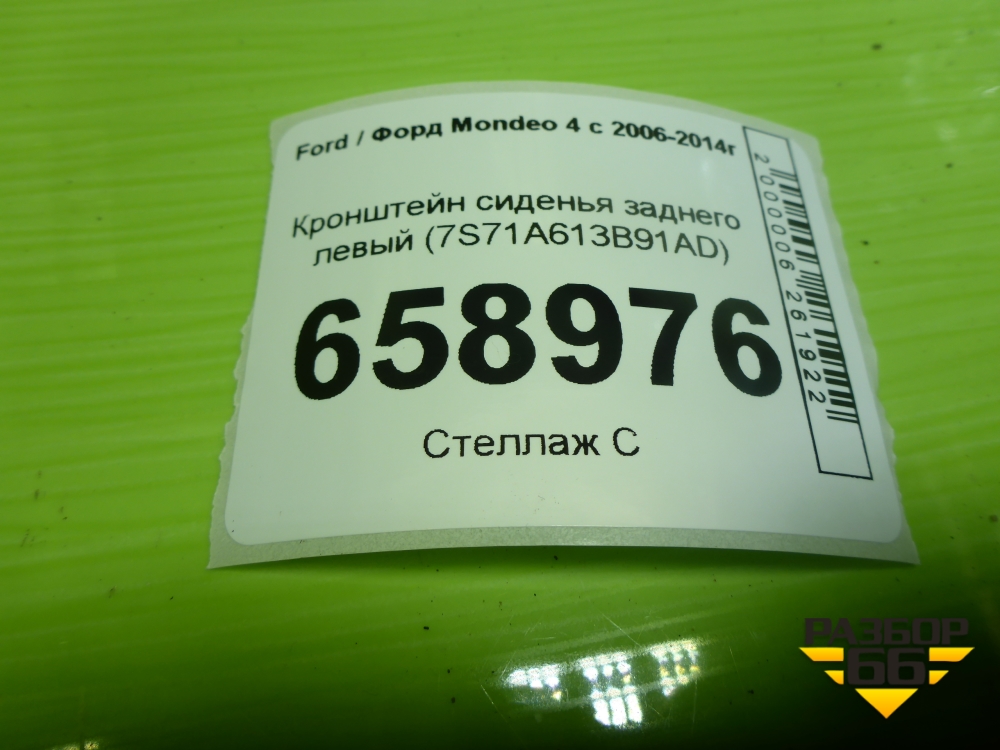 Ford / Форд Mondeo 4 с 2006-2014г
Кронштейн сиденья заднего
левый (7S71A613B91AD)
658976
Стеллаж С
2000006261922
РАЗБОР
66